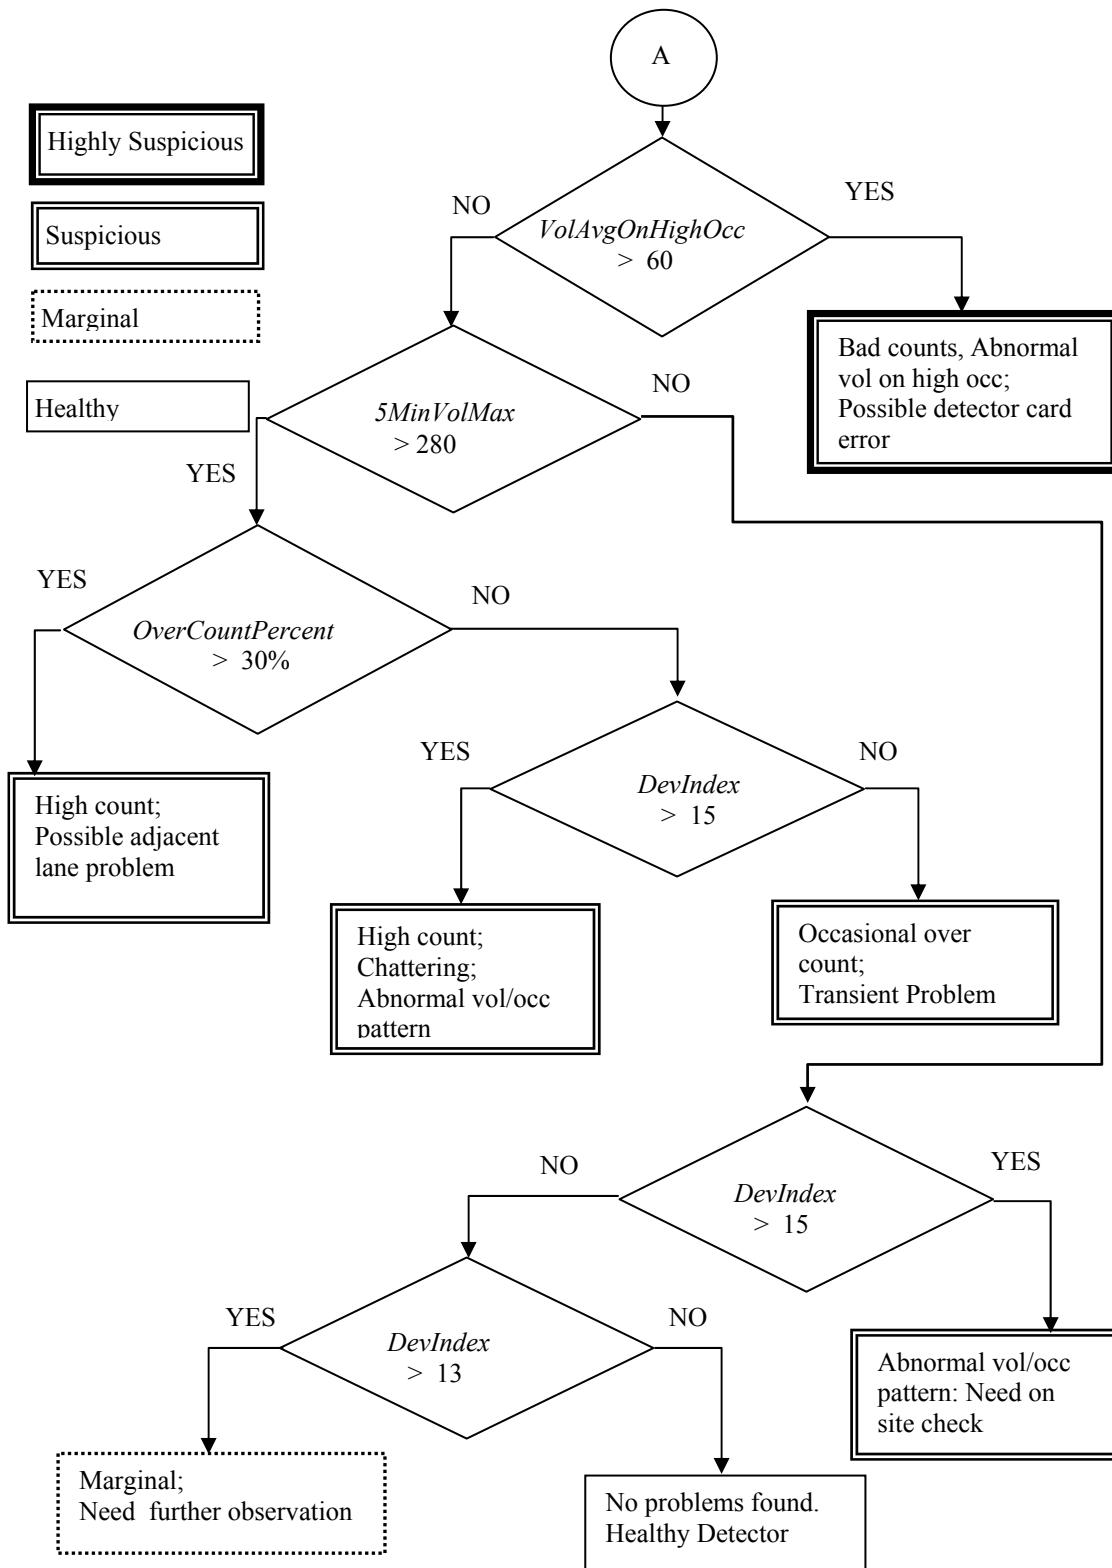 A
Highly Suspicious
Suspicious
Marginal
Healthy
NO
YES
VolAvgOnHighOcc
> 60
Bad counts, Abnormal
vol on high occ;
Possible detector card
error
5MinVolMax
> 280
NO
YES
YES
OverCountPercent
> 30%
NO
High count;
Possible adjacent
lane problem
YES
DevIndex
> 15
NO
High count;
Chattering;
Abnormal vol/occ
pattern
Occasional over
count;
Transient Problem
NO
DevIndex
> 15
YES
YES
DevIndex
> 13
NO
Abnormal vol/occ
pattern: Need on
site check
Marginal;
Need further observation
No problems found.
Healthy Detector